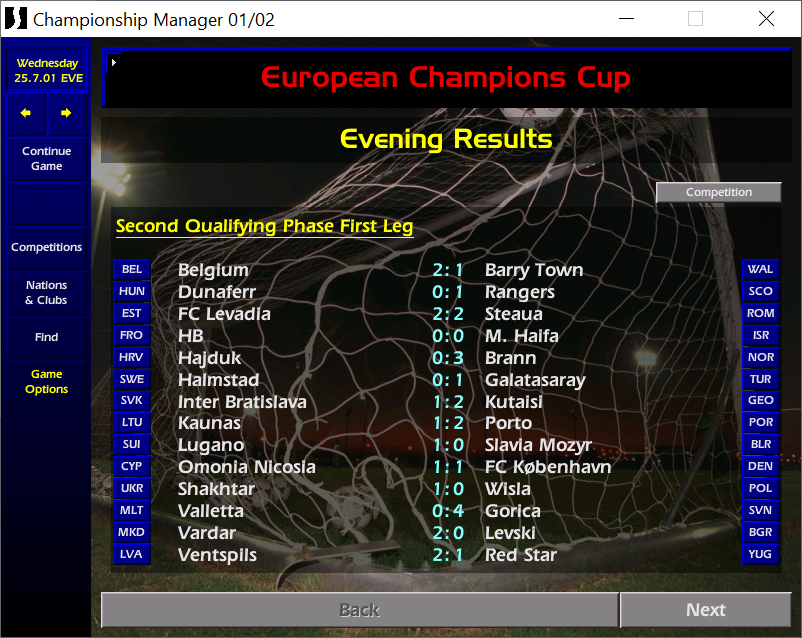 Championship Manager 01/02
Wednesday
25.7.01 EVE
European Champions Cup
Evening Results
Continue
Game
Competition
Second Qualifying Phase First Leg
Competitions
Nations
& Clubs
Find
Game
Options
BEL Belgium 2:1 Barry Town WAL
HUN Dunaferr 0:1 Rangers SCO
EST FC Levadia 2:2 Steaua ROM
FRO HB 0:0 M. Haifa ISR
HRV Hajduk 0:3 Brann NOR
SWE Halmstad 0:1 Galatasaray TUR
SVK Inter Bratislava 1:2 Kutaisi GEO
LTU Kaunas 1:2 Porto POR
SUI Lugano 1:0 Slavia Mozyr BLR
CYP Omonia Nicosia 1:1 FC København DEN
UKR Shakhtar 1:0 Wisla POL
MLT Valletta 0:4 Gorica SVN
MKD Vardar 2:0 Levski BGR
LVA Ventspils 2:1 Red Star YUG
Back
Next